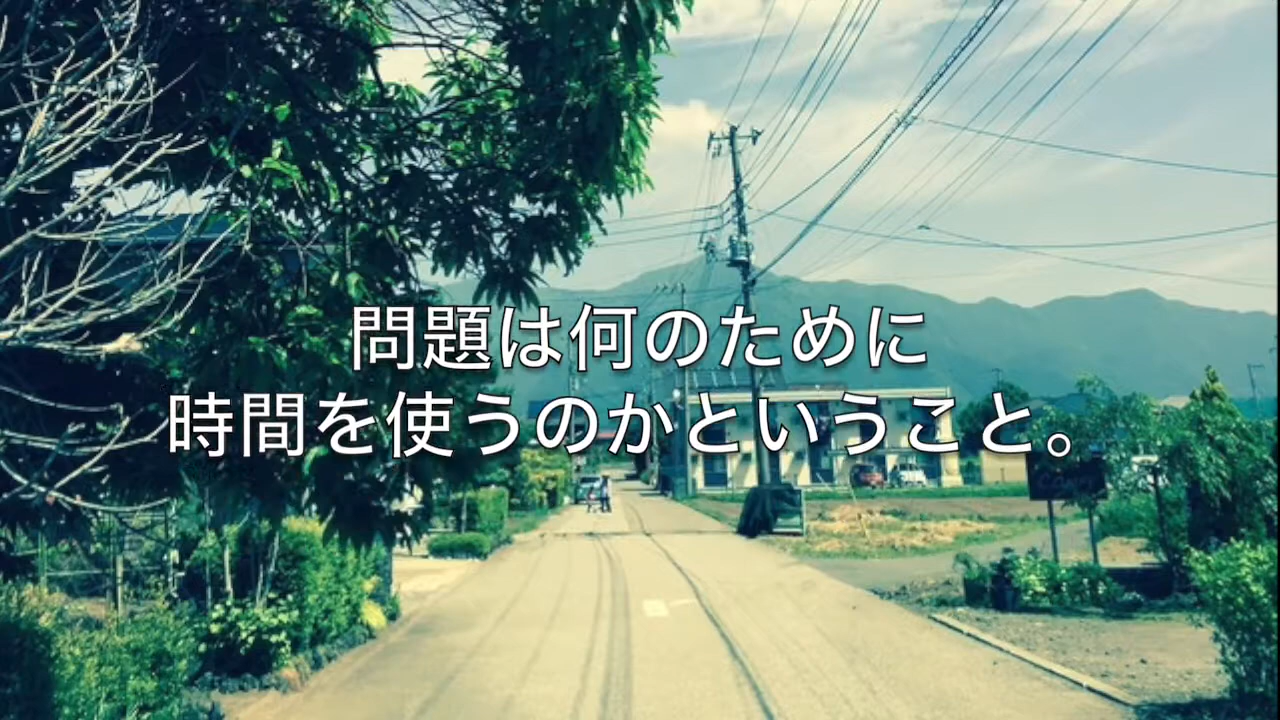 問題は何のために
時間を使うのかということ。